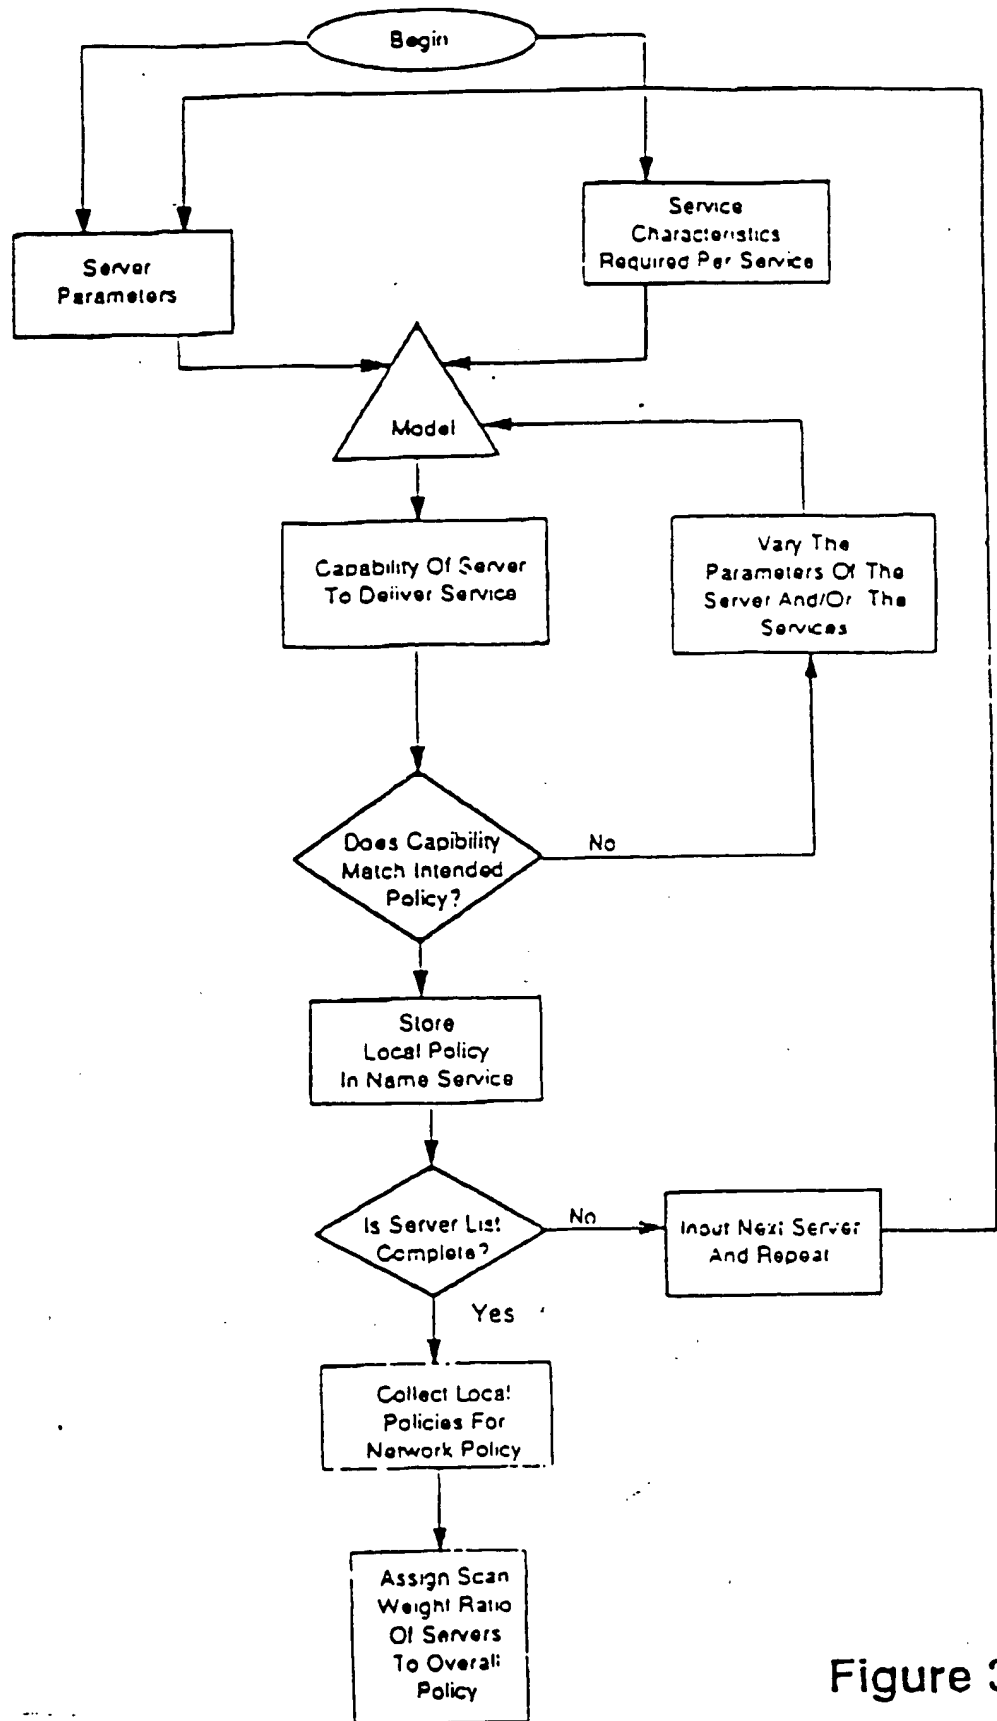 Begin
Service
Characteristics
Required Per Service
Server
Parameters
Model
Capability Of Server
To Deliver Service
Vary The
Parameters Of The
Server And/Or The
Services
Does Capibility
Match Intended
Policy?
No
Store
Local Policy
In Name Service
Is Server List
Complete?
No
Input Next Server
And Repeat
Yes
Collect Local
Policies For
Network Policy
Assign Scan
Weight Ratio
Of Servers
To Overall
Policy
Figure 3